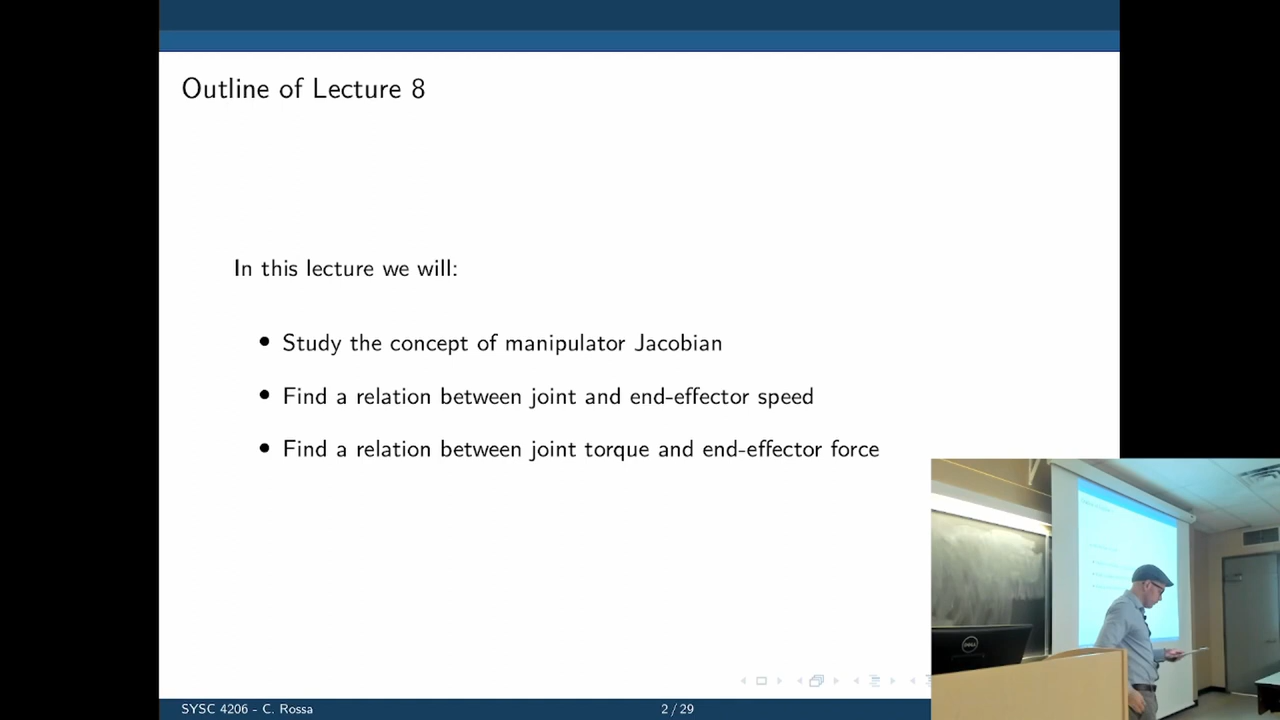 Outline of Lecture 8
In this lecture we will:
• Study the concept of manipulator Jacobian
• Find a relation between joint and end-effector speed
• Find a relation between joint torque and end-effector force
DELL
SYSC 4206 - C. Rossa
2 / 29